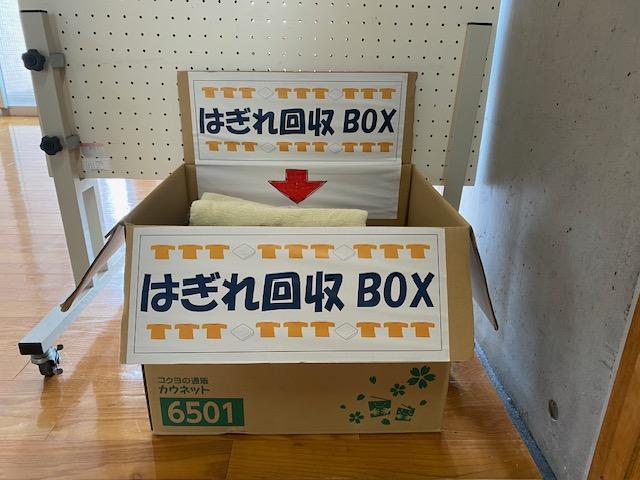 はぎれ回収 BOX
はぎれ回収 BOX
コクヨの通販
カウネット
6501